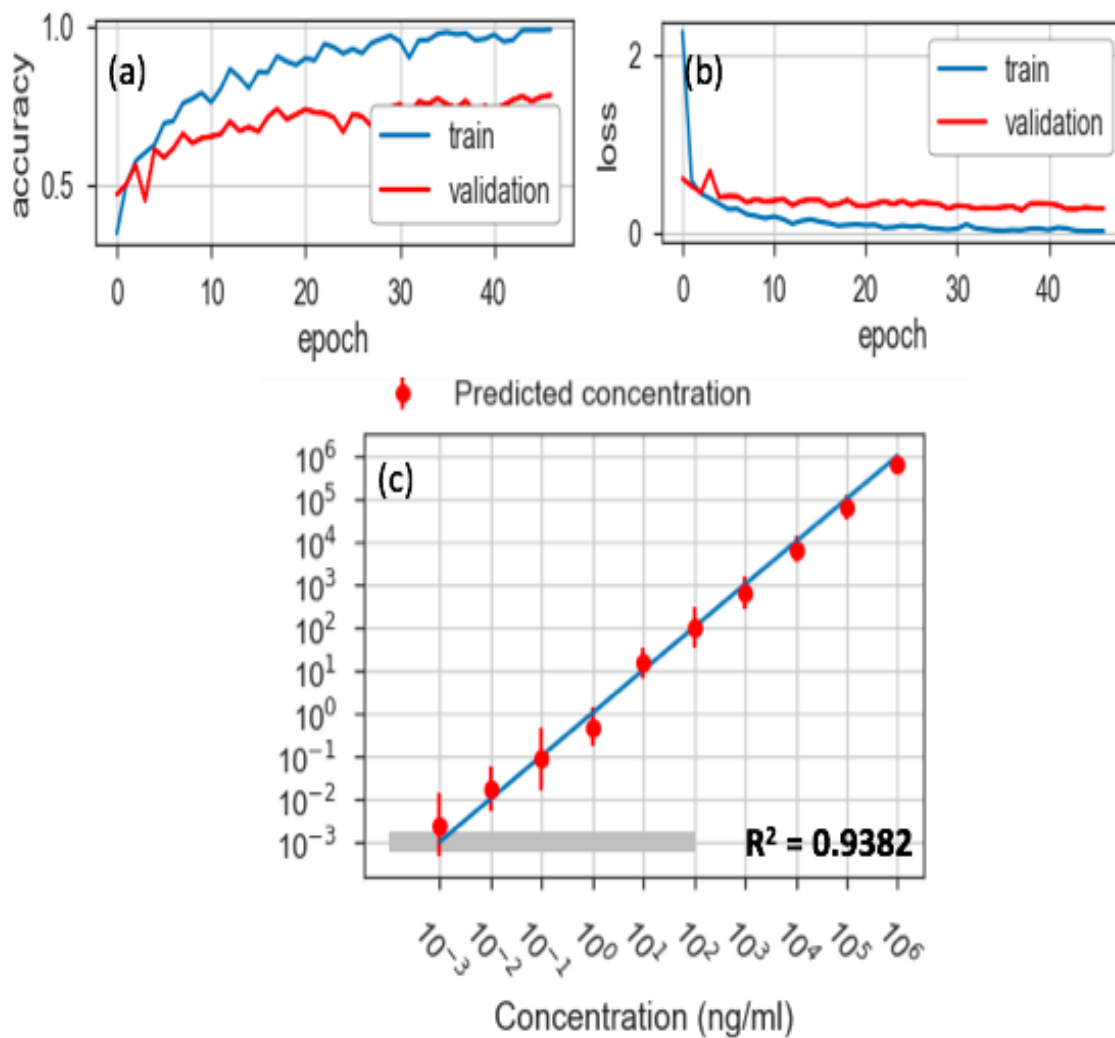 (a)
1.0
0.5
accuracy
train
validation
0
10
20
30
40
epoch
(b)
2
0
loss
train
validation
0
10
20
30
40
epoch
Predicted concentration
(c)
10⁶
10⁵
10⁴
10³
10²
10¹
10⁰
10⁻¹
10⁻²
10⁻³
R² = 0.9382
10₋₃
10₋₂
10₋₁
10₀
10₁
10₂
10₃
10₄
10₅
10₆
Concentration (ng/ml)